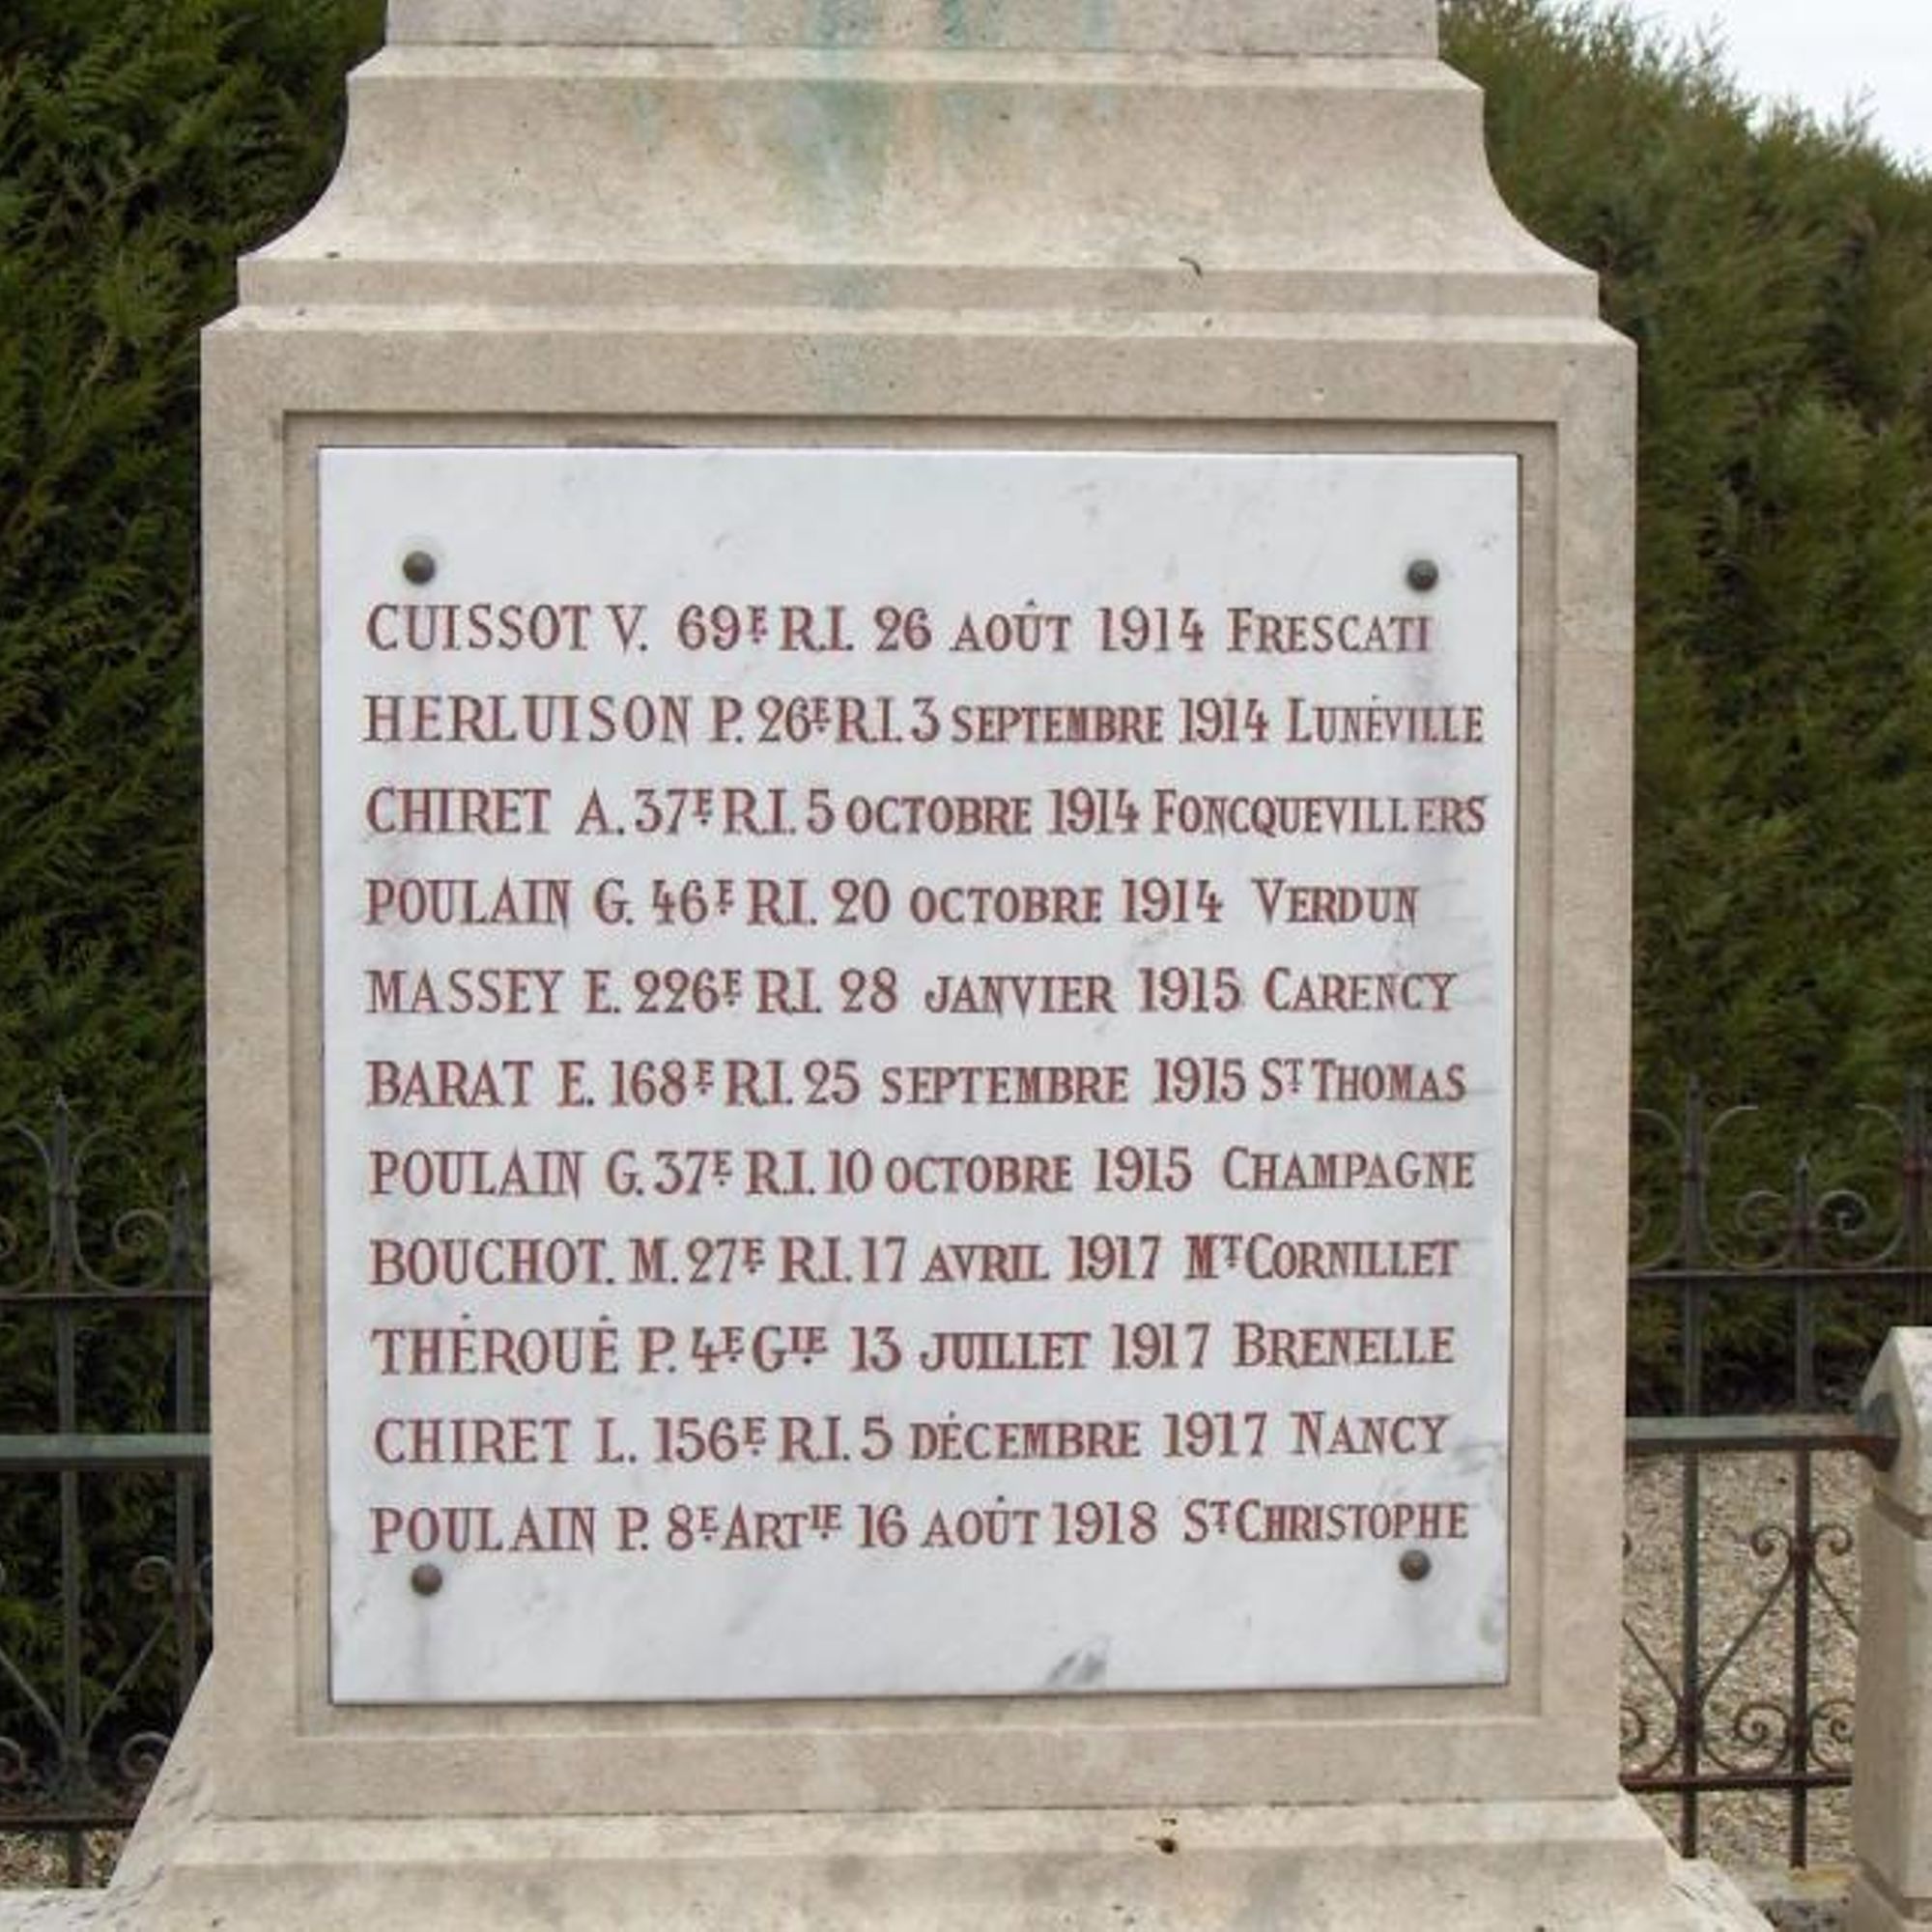 CUISSOT V. 69E R.I. 26 AOÛT 1914 FRESCATI
HERLUISON P. 26E R.I. 3 SEPTEMBRE 1914 LUNÉVILLE
CHIRET A. 37E R.I. 5 OCTOBRE 1914 FONCQUEVILLERS
POULAIN G. 46E R.I. 20 OCTOBRE 1914 VERDUN
MASSEY E. 226E R.I. 28 JANVIER 1915 CARENCY
BARAT E. 168E R.I. 25 SEPTEMBRE 1915 ST THOMAS
POULAIN G. 37E R.I. 10 OCTOBRE 1915 CHAMPAGNE
BOUCHOT. M. 27E R.I. 17 AVRIL 1917 MT CORNILLET
THÉROUÉ P. 4E GIE 13 JUILLET 1917 BRENELLE
CHIRET L. 156E R.I. 5 DÉCEMBRE 1917 NANCY
POULAIN P. 8E ARTIE 16 AOÛT 1918 ST CHRISTOPHE